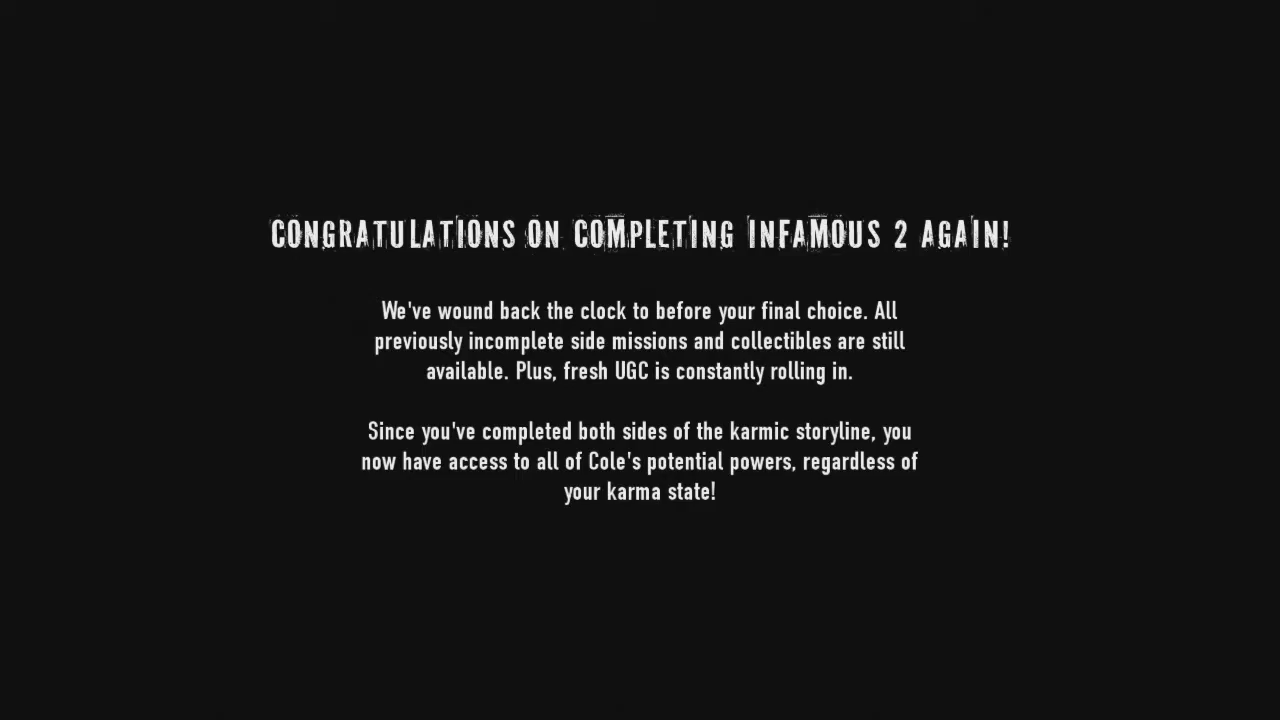 CONGRATULATIONS ON COMPLETING INFAMOUS 2 AGAIN!
We've wound back the clock to before your final choice. All
previously incomplete side missions and collectibles are still
available. Plus, fresh UGC is constantly rolling in.
Since you've completed both sides of the karmic storyline, you
now have access to all of Cole's potential powers, regardless of
your karma state!